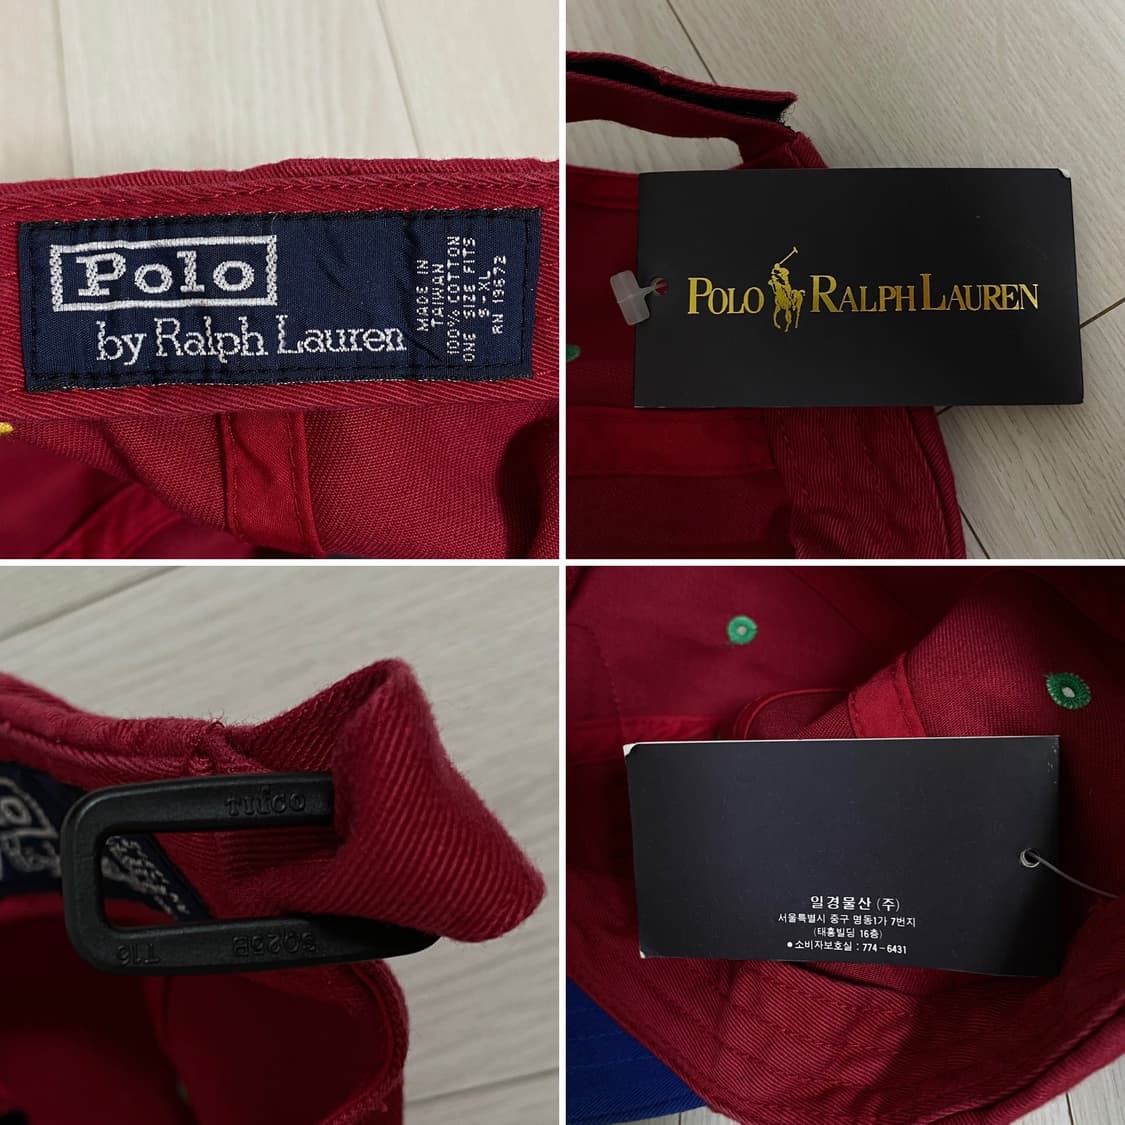 Polo
by Ralph Lauren
MADE IN
TAIWAN
100% COTTON
ONE SIZE FITS
S-XL
RN 19672
POLO RALPH LAUREN
TRICO
T16
일경물산 (주)
서울특별시 중구 명동1가 7번지
(태흥빌딩 16층)
●소비자보호실 : 774-6431